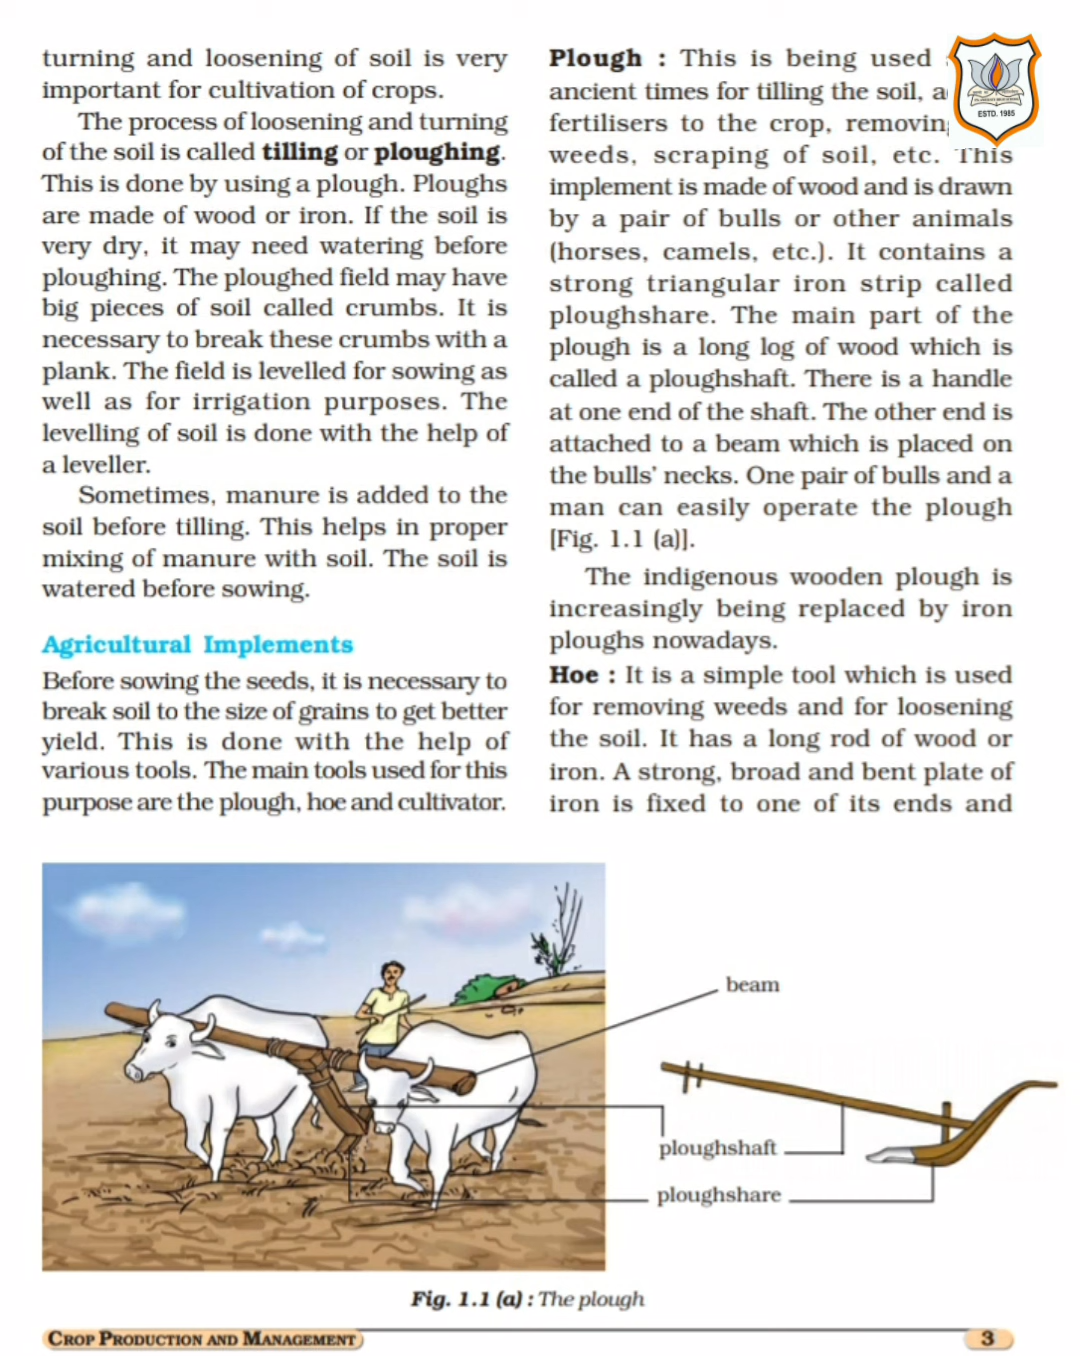 turning and loosening of soil is very
important for cultivation of crops.
The process of loosening and turning
of the soil is called tilling or ploughing.
This is done by using a plough. Ploughs
are made of wood or iron. If the soil is
very dry, it may need watering before
ploughing. The ploughed field may have
big pieces of soil called crumbs. It is
necessary to break these crumbs with a
plank. The field is levelled for sowing as
well as for irrigation purposes. The
levelling of soil is done with the help of
a leveller.
Sometimes, manure is added to the
soil before tilling. This helps in proper
mixing of manure with soil. The soil is
watered before sowing.
Agricultural Implements
Before sowing the seeds, it is necessary to
break soil to the size of grains to get better
yield. This is done with the help of
various tools. The main tools used for this
purpose are the plough, hoe and cultivator.
Plough : This is being used
ancient times for tilling the soil,
fertilisers to the crop,
weeds, scraping of soil, etc. This
implement is made of wood and is drawn
by a pair of bulls or other animals
(horses, camels, etc.). It contains a
strong triangular iron strip called
ploughshare. The main part of the
plough is a long log of wood which is
called a ploughshaft. There is a handle
at one end of the shaft. The other end is
attached to a beam which is placed on
the bulls' necks. One pair of bulls and a
man can easily operate the plough
[Fig. 1.1 (a)].
The indigenous wooden plough is
increasingly being replaced by iron
ploughs nowadays.
Hoe : It is a simple tool which is used
for removing weeds and for loosening
the soil. It has a long rod of wood or
iron. A strong, broad and bent plate of
iron is fixed to one of its ends and
ESTD. 1985
beam
ploughshaft
ploughshare
Fig. 1.1 (a) : The plough
CROP PRODUCTION AND MANAGEMENT
3